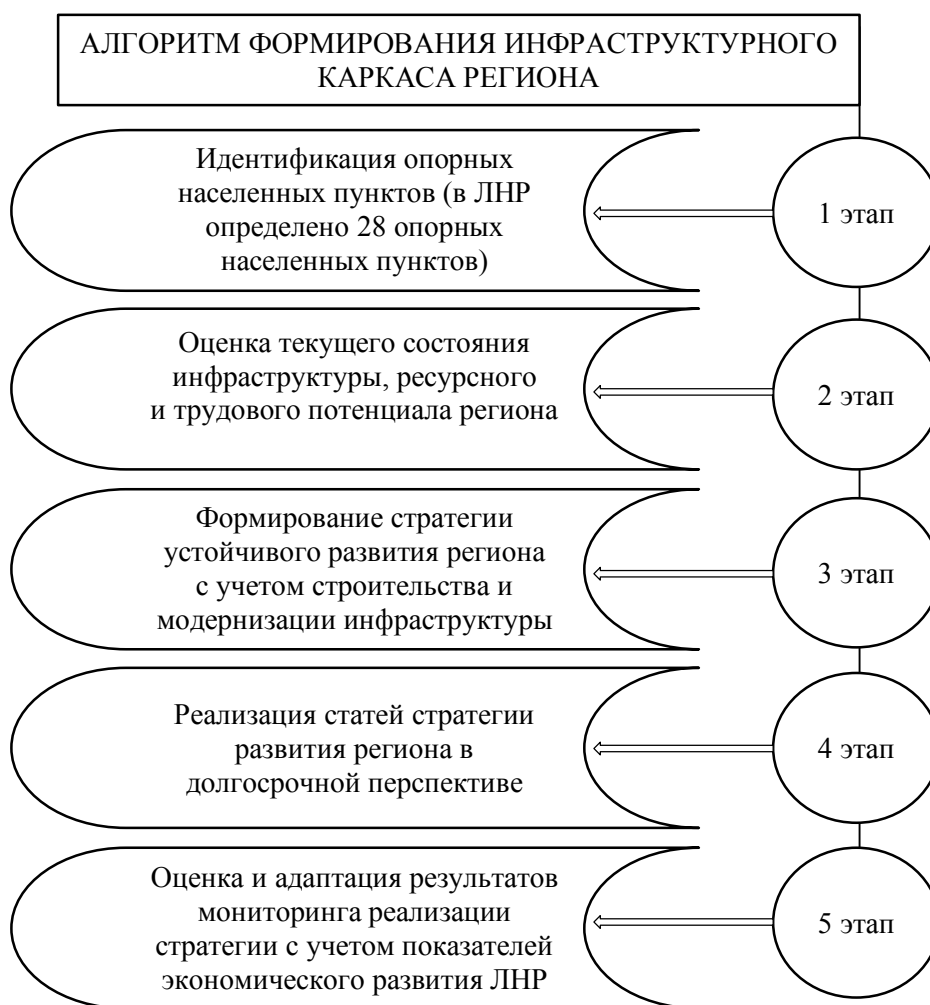 АЛГОРИТМ ФОРМИРОВАНИЯ ИНФРАСТРУКТУРНОГО
КАРКАСА РЕГИОНА
Идентификация опорных
населенных пунктов (в ЛНР
определено 28 опорных
населенных пунктов)
1 этап
Оценка текущего состояния
инфраструктуры, ресурсного
и трудового потенциала региона
2 этап
Формирование стратегии
устойчивого развития региона
с учетом строительства и
модернизации инфраструктуры
3 этап
Реализация статей стратегии
развития региона в
долгосрочной перспективе
4 этап
Оценка и адаптация результатов
мониторинга реализации
стратегии с учетом показателей
экономического развития ЛНР
5 этап